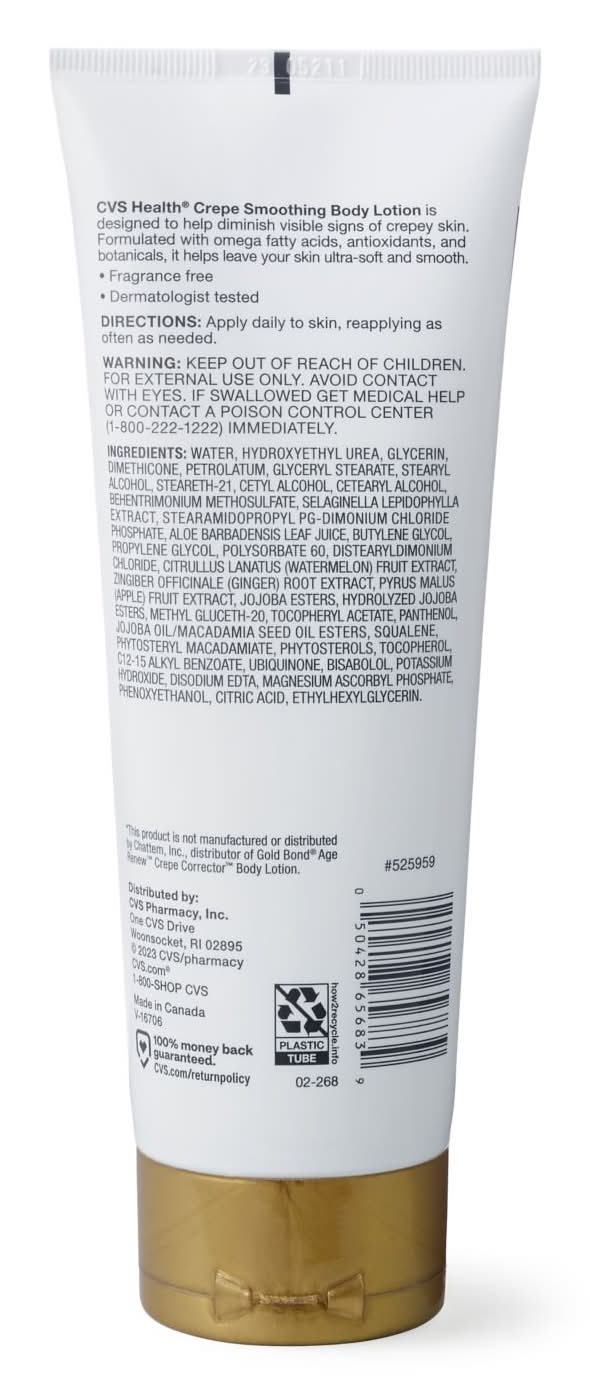 23 05211
CVS Health® Crepe Smoothing Body Lotion is
designed to help diminish visible signs of crepey skin.
Formulated with omega fatty acids, antioxidants, and
botanicals, it helps leave your skin ultra-soft and smooth.
• Fragrance free
• Dermatologist tested
DIRECTIONS: Apply daily to skin, reapplying as
often as needed.
WARNING: KEEP OUT OF REACH OF CHILDREN.
FOR EXTERNAL USE ONLY. AVOID CONTACT
WITH EYES. IF SWALLOWED GET MEDICAL HELP
OR CONTACT A POISON CONTROL CENTER
(1-800-222-1222) IMMEDIATELY.
INGREDIENTS: WATER, HYDROXYETHYL UREA, GLYCERIN,
DIMETHICONE, PETROLATUM, GLYCERYL STEARATE, STEARYL
ALCOHOL, STEARETH-21, CETYL ALCOHOL, CETEARYL ALCOHOL,
BEHENTRIMONIUM METHOSULFATE, SELAGINELLA LEPIDOPHYLLA
EXTRACT, STEARAMIDOPROPYL PG-DIMONIUM CHLORIDE
PHOSPHATE, ALOE BARBADENSIS LEAF JUICE, BUTYLENE GLYCOL,
PROPYLENE GLYCOL, POLYSORBATE 60, DISTEARYLDIMONIUM
CHLORIDE, CITRULLUS LANATUS (WATERMELON) FRUIT EXTRACT,
ZINGIBER OFFICINALE (GINGER) ROOT EXTRACT, PYRUS MALUS
(APPLE) FRUIT EXTRACT, JOJOBA ESTERS, HYDROLYZED JOJOBA
ESTERS, METHYL GLUCETH-20, TOCOPHERYL ACETATE, PANTHENOL,
JOJOBA OIL/MACADAMIA SEED OIL ESTERS, SQUALENE,
PHYTOSTERYL MACADAMIATE, PHYTOSTEROLS, TOCOPHEROL,
C12-15 ALKYL BENZOATE, UBIQUINONE, BISABOLOL, POTASSIUM
HYDROXIDE, DISODIUM EDTA, MAGNESIUM ASCORBYL PHOSPHATE,
PHENOXYETHANOL, CITRIC ACID, ETHYLHEXYLGLYCERIN.
*This product is not manufactured or distributed
by Chattem, Inc., distributor of Gold Bond® Age
Renew™ Crepe Corrector™ Body Lotion.
#525959
Distributed by:
CVS Pharmacy, Inc.
One CVS Drive
Woonsocket, RI 02895
© 2023 CVS/pharmacy
CVS.com®
1-800-SHOP CVS
Made in Canada
V-16706
100% money back
guaranteed.
CVS.com/returnpolicy
PLASTIC
TUBE
how2recycle.info
02-268
0 50428 65683 9